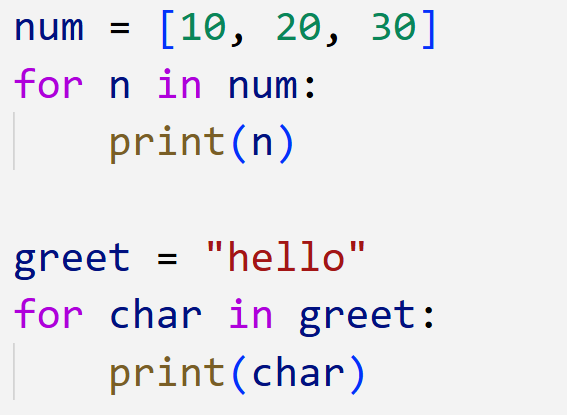 num = [10, 20, 30]
for n in num:
    print(n)

greet = "hello"
for char in greet:
    print(char)